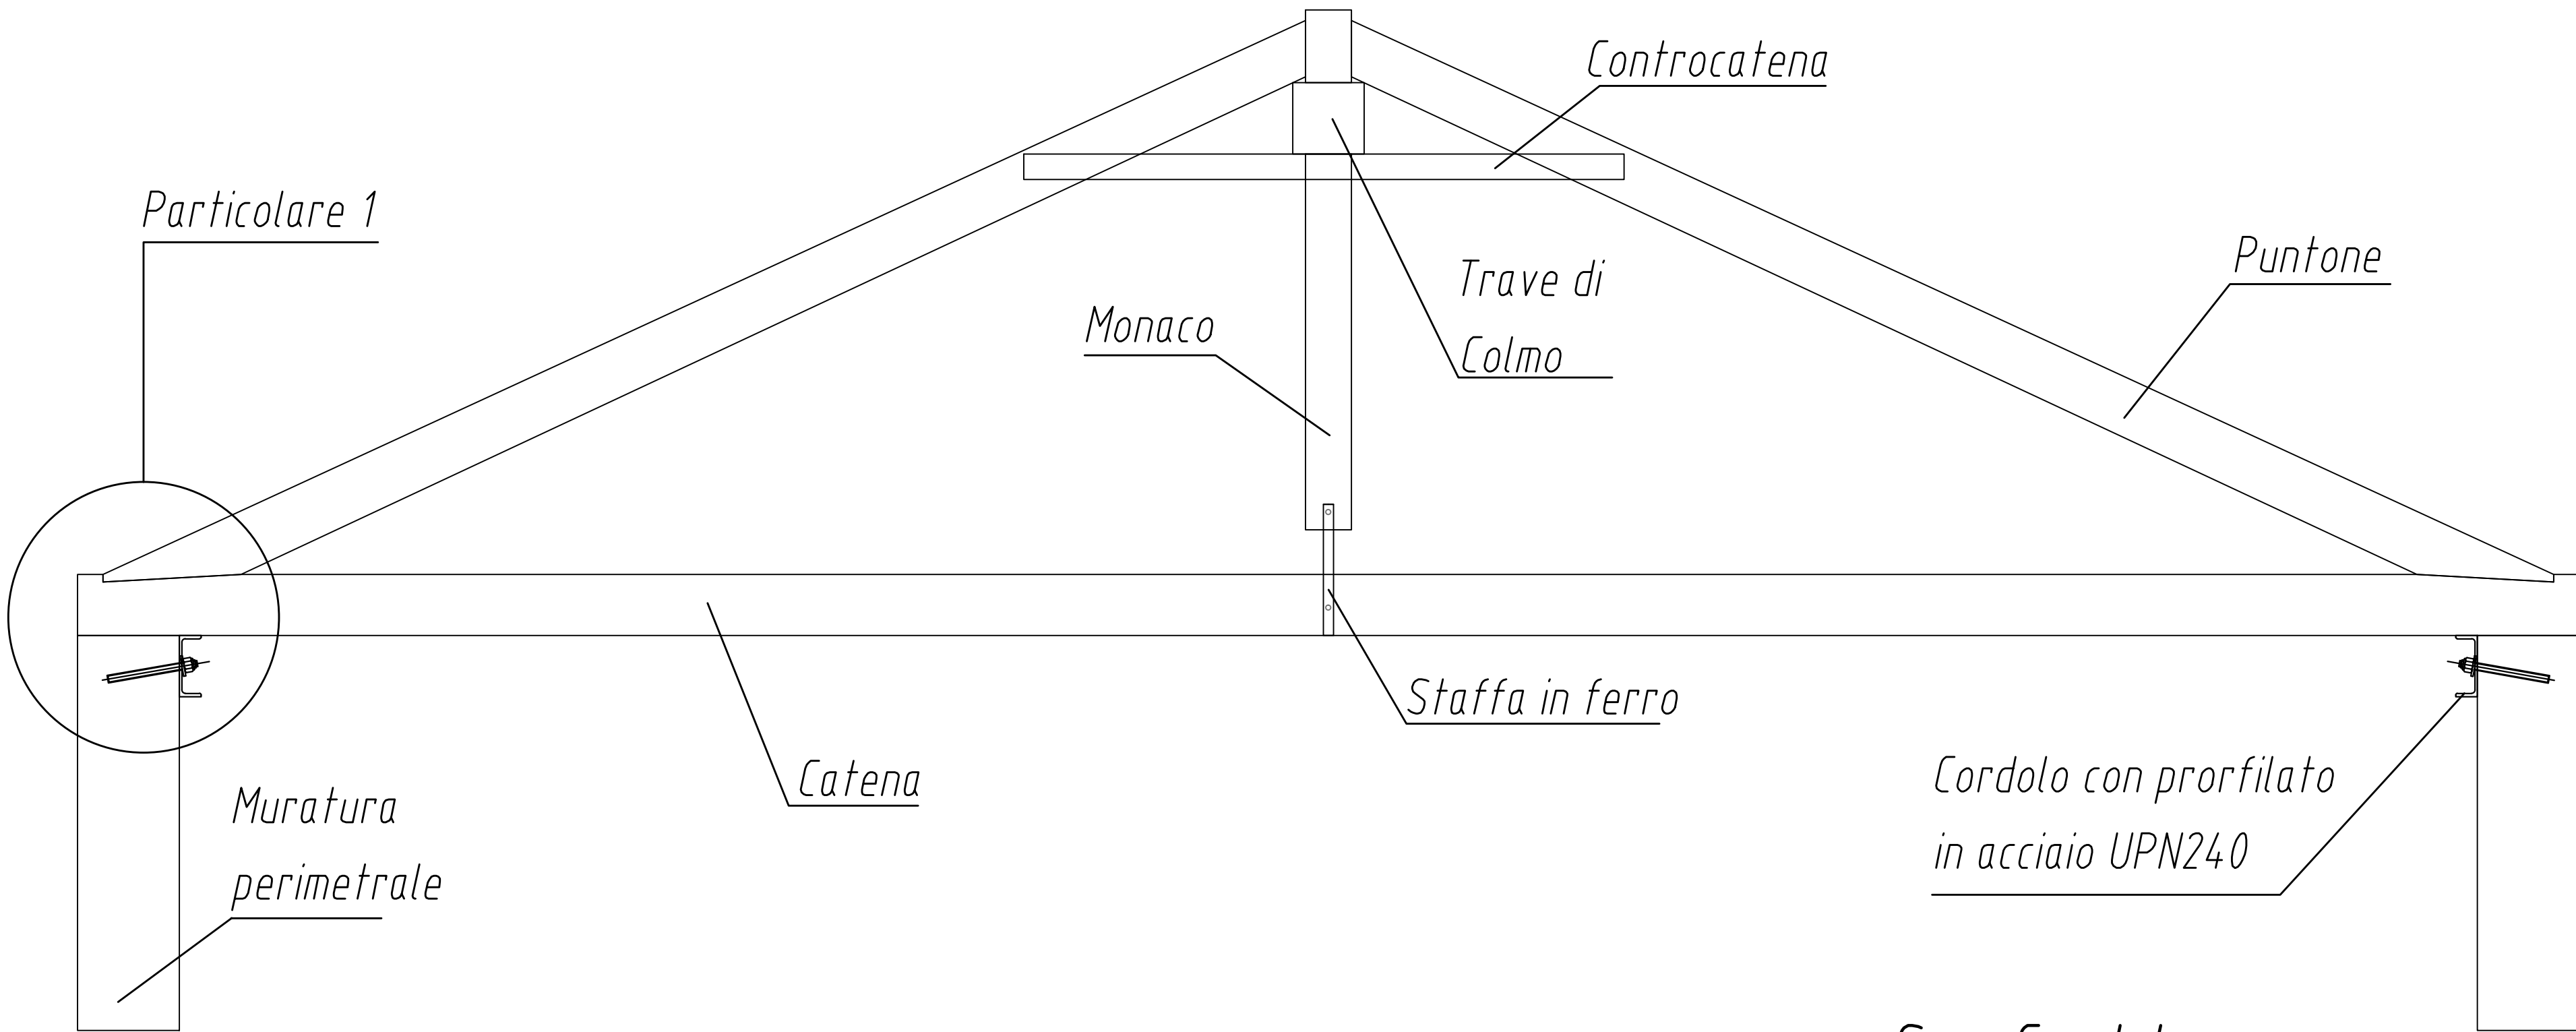 Controcatena
Particolare 1
Puntone
Trave di
Colmo
Monaco
Staffa in ferro
Catena
Cordolo con prorfilato
in acciaio UPN240
Muratura
perimetrale